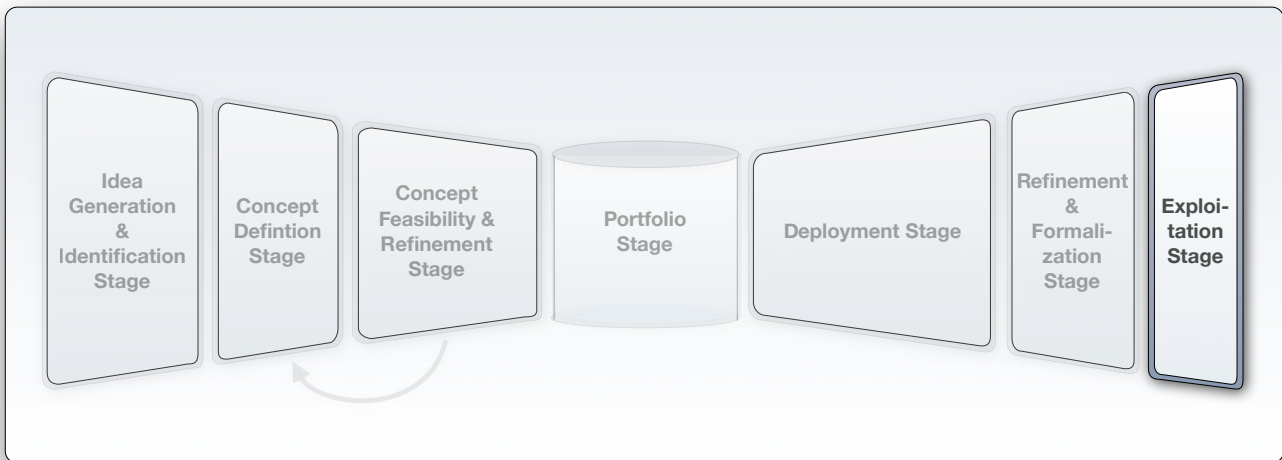 Idea
Generation
&
Identification
Stage
Concept
Defintion
Stage
Concept
Feasibility &
Refinement
Stage
Portfolio
Stage
Deployment Stage
Refinement
&
Formali-
zation
Stage
Exploi-
tation
Stage